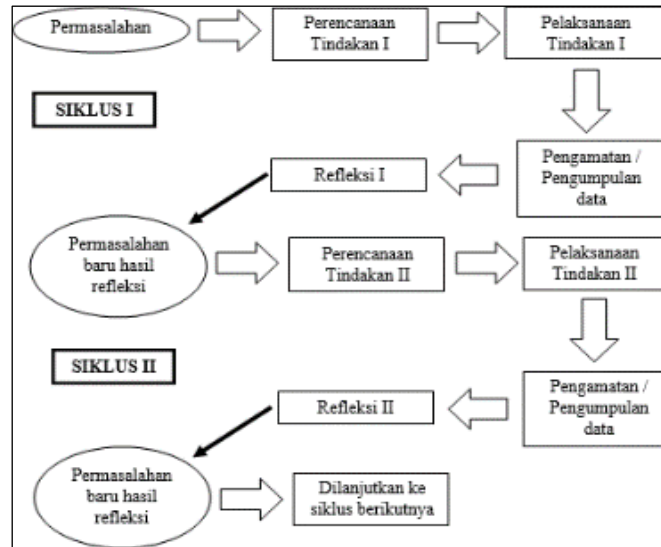 Permasalahan
Perencanaan
Tindakan I
Pelaksanaan
Tindakan I
SIKLUS I
Pengamatan /
Pengumpulan
data
Refleksi I
Permasalahan
baru hasil
refleksi
Perencanaan
Tindakan II
Pelaksanaan
Tindakan II
SIKLUS II
Pengamatan /
Pengumpulan
data
Refleksi II
Permasalahan
baru hasil
refleksi
Dilanjutkan ke
siklus berikutnya